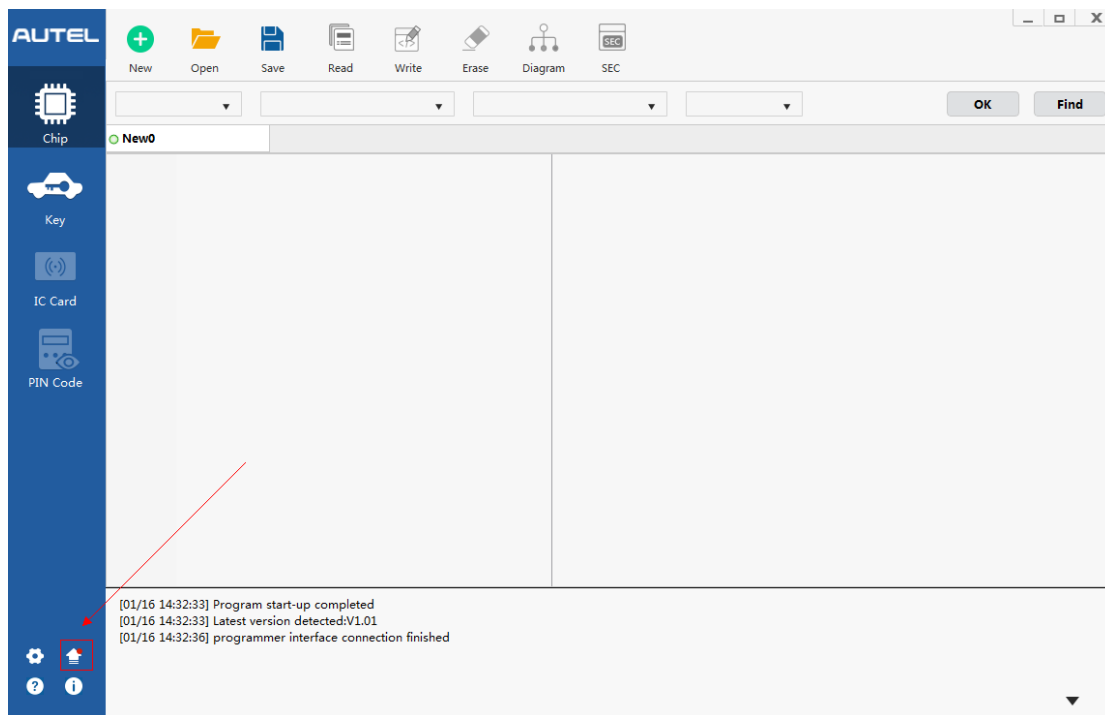 AUTEL
New Open Save Read Write Erase Diagram SEC
SEC
OK Find
Chip
New0
Key
IC Card
PIN Code
[01/16 14:32:33] Program start-up completed
[01/16 14:32:33] Latest version detected:V1.01
[01/16 14:32:36] programmer interface connection finished